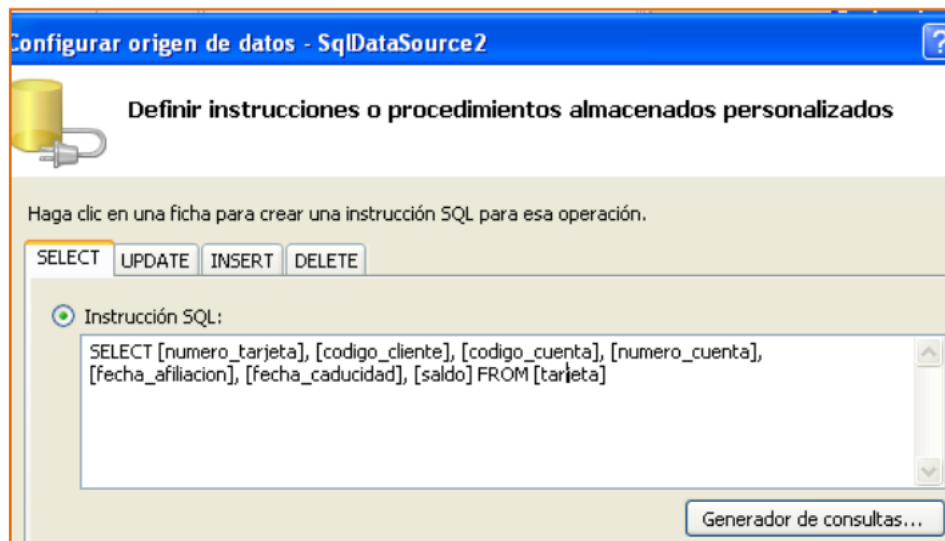 Configurar origen de datos - SqlDataSource2
?
Definir instrucciones o procedimientos almacenados personalizados
Haga clic en una ficha para crear una instrucción SQL para esa operación.
SELECT UPDATE INSERT DELETE
Instrucción SQL:
SELECT [numero_tarjeta], [codigo_cliente], [codigo_cuenta], [numero_cuenta],
[fecha_afiliacion], [fecha_caducidad], [saldo] FROM [tarjeta]
Generador de consultas...